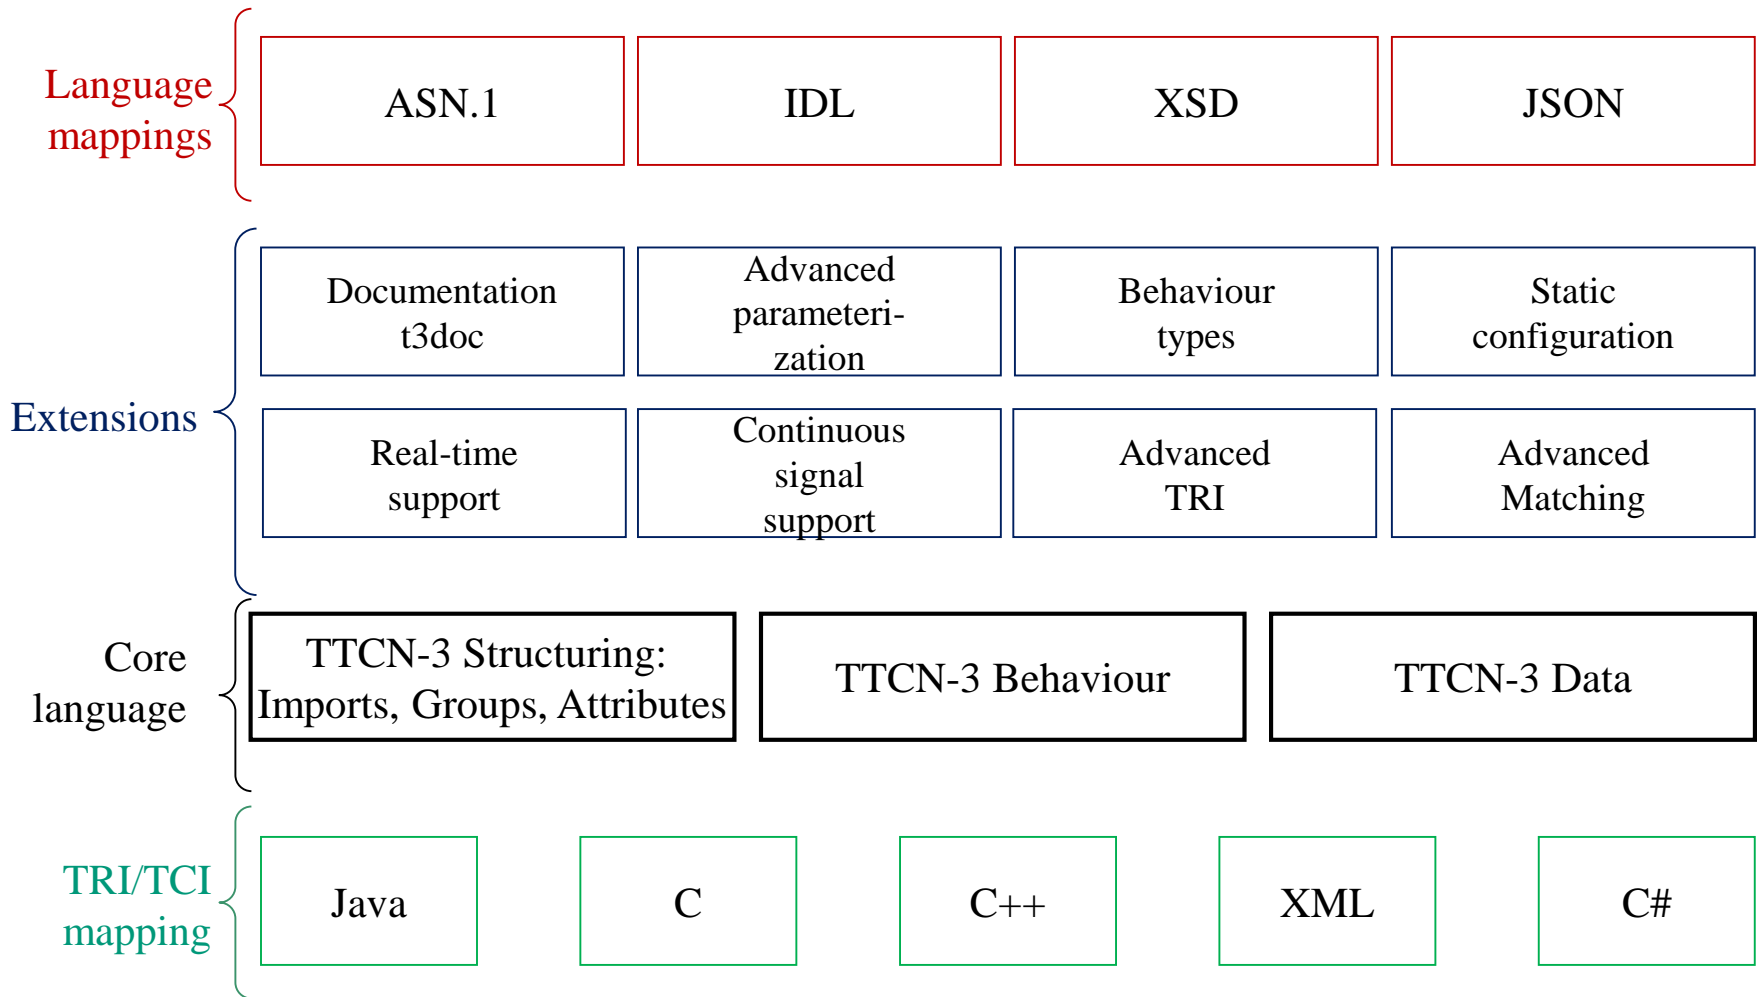 Language
mappings
ASN.1
IDL
XSD
JSON
Extensions
Documentation
t3doc
Advanced
parameteri-
zation
Behaviour
types
Static
configuration
Real-time
support
Continuous
signal
support
Advanced
TRI
Advanced
Matching
Core
language
TTCN-3 Structuring:
Imports, Groups, Attributes
TTCN-3 Behaviour
TTCN-3 Data
TRI/TCI
mapping
Java
C
C++
XML
C#